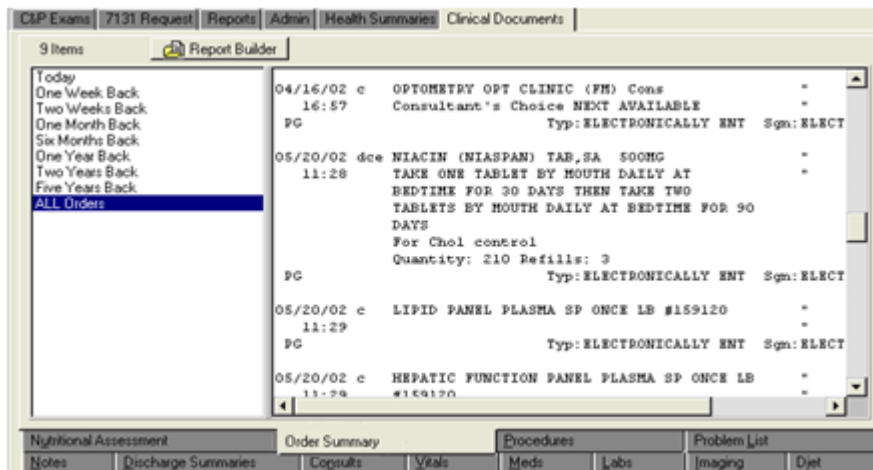 C&P Exams 7131 Request Reports Admin Health Summaries Clinical Documents
9 Items Report Builder
Today
One Week Back
Two Weeks Back
One Month Back
Six Months Back
One Year Back
Two Years Back
Five Years Back
ALL Orders
04/16/02 c OPTOMETRY OPT CLINIC (FM) Cons "
16:57 Consultant's Choice NEXT AVAILABLE "
PG Typ:ELECTRONICALLY ENT Sgn:ELECT
05/20/02 dce NIACIN (NIASPAN) TAB,SA 500MG "
11:28 TAKE ONE TABLET BY MOUTH DAILY AT "
BEDTIME FOR 30 DAYS THEN TAKE TWO
TABLETS BY MOUTH DAILY AT BEDTIME FOR 90
DAYS
For Chol control
Quantity: 210 Refills: 3
PG Typ:ELECTRONICALLY ENT Sgn:ELECT
05/20/02 c LIPID PANEL PLASMA SP ONCE LB #159120 "
11:29 "
PG Typ:ELECTRONICALLY ENT Sgn:ELECT
05/20/02 c HEPATIC FUNCTION PANEL PLASMA SP ONCE LB "
11:29 #159120 "
Nutritional Assessment Order Summary Procedures Problem List
Notes Discharge Summaries Consults Vitals Meds Labs Imaging Diet